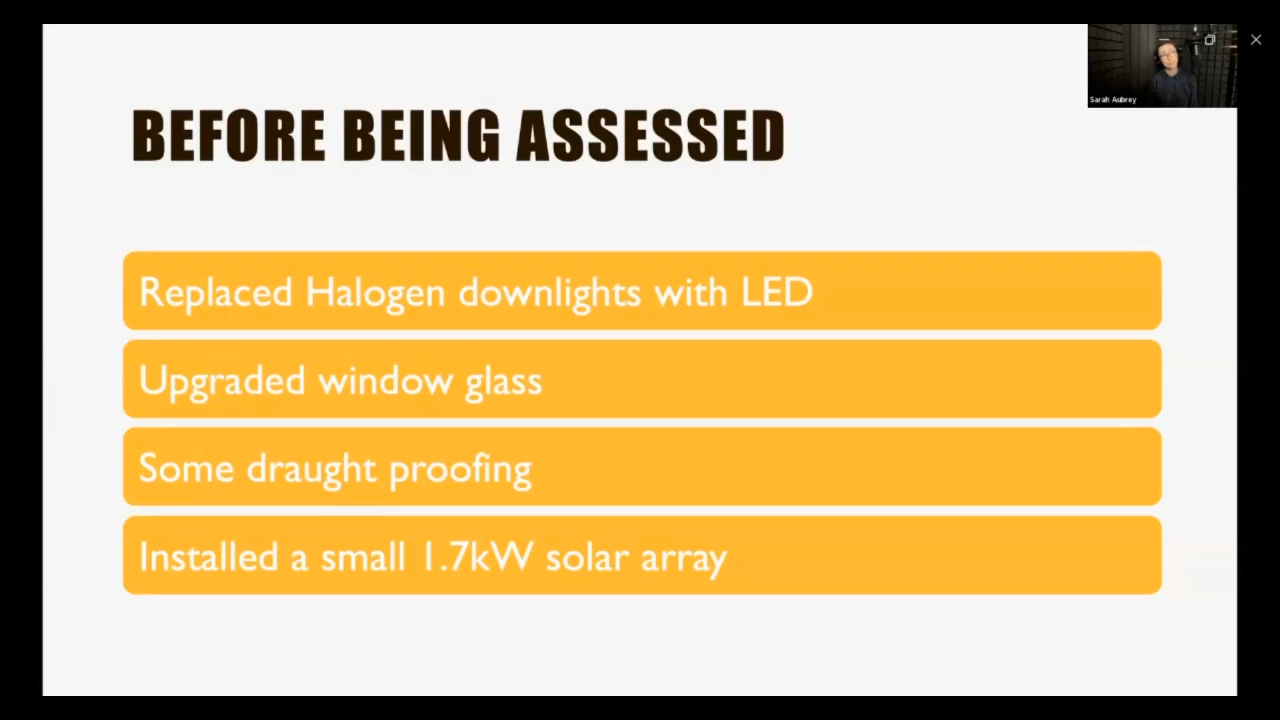 Sarah Aubrey
BEFORE BEING ASSESSED
Replaced Halogen downlights with LED
Upgraded window glass
Some draught proofing
Installed a small 1.7kW solar array